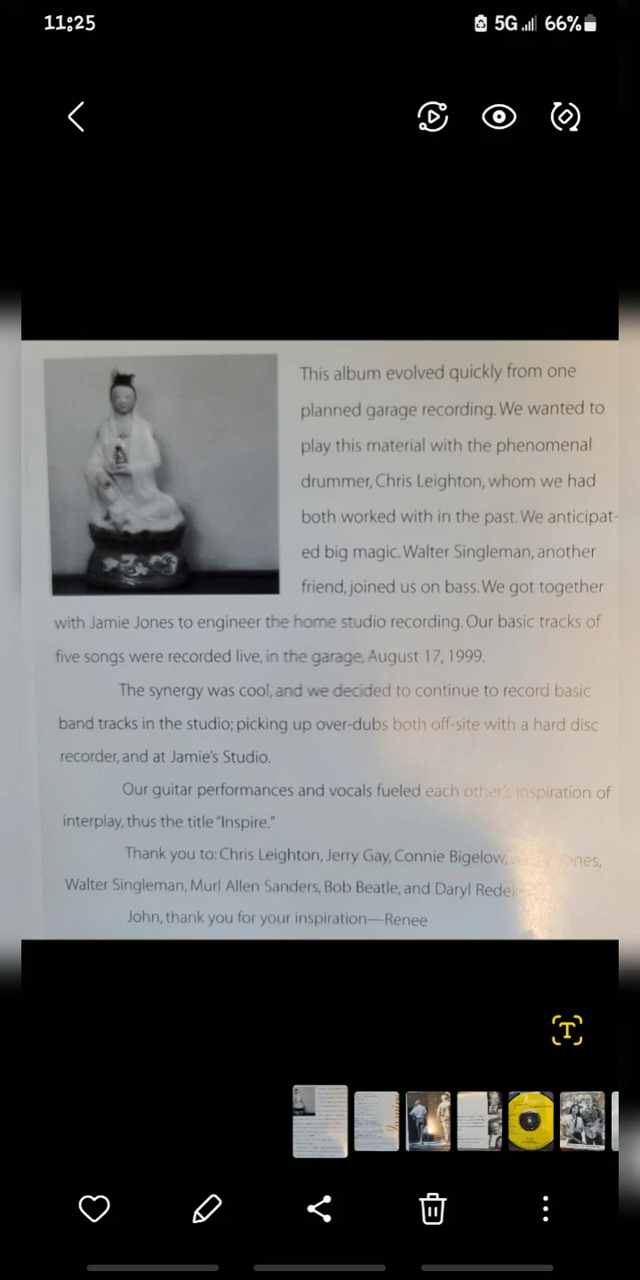 11:25
5G 66%
This album evolved quickly from one
planned garage recording. We wanted to
play this material with the phenomenal
drummer, Chris Leighton, whom we had
both worked with in the past. We anticipat-
ed big magic. Walter Singleman, another
friend, joined us on bass. We got together
with Jamie Jones to engineer the home studio recording. Our basic tracks of
five songs were recorded live, in the garage, August 17, 1999.
The synergy was cool, and we decided to continue to record basic
band tracks in the studio; picking up over-dubs both off-site with a hard disc
recorder, and at Jamie's Studio.
Our guitar performances and vocals fueled each other's inspiration of
interplay, thus the title "Inspire."
Thank you to: Chris Leighton, Jerry Gay, Connie Bigelow,
Walter Singleman, Murl Allen Sanders, Bob Beatle, and Daryl
John, thank you for your inspiration—Renee
T